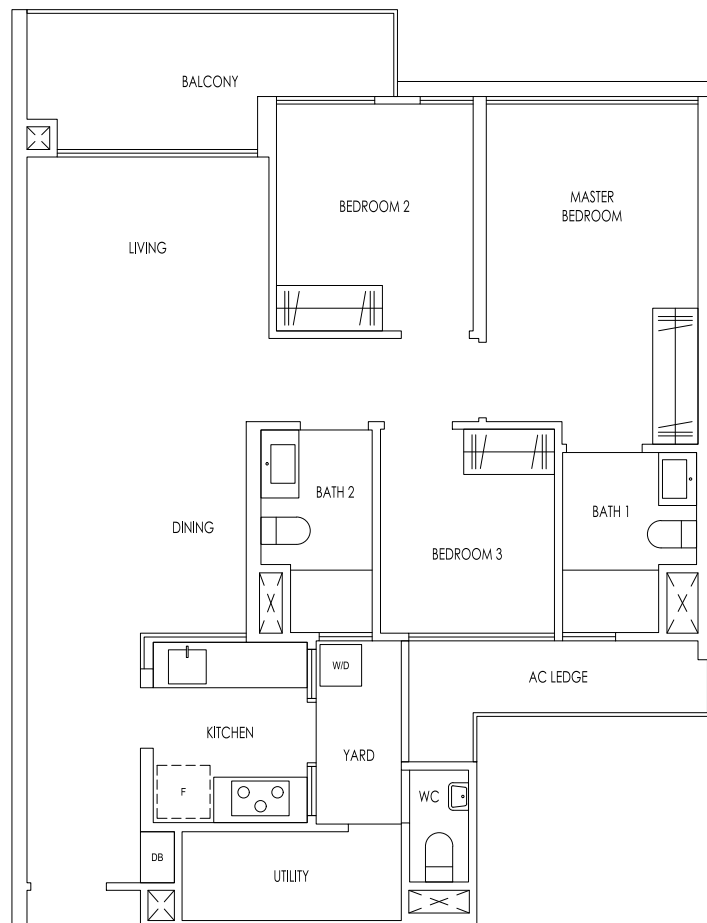 BALCONY
BEDROOM 2
MASTER
BEDROOM
LIVING
BATH 2
BATH 1
DINING
BEDROOM 3
W/D
AC LEDGE
KITCHEN
YARD
F
WC
DB
UTILITY